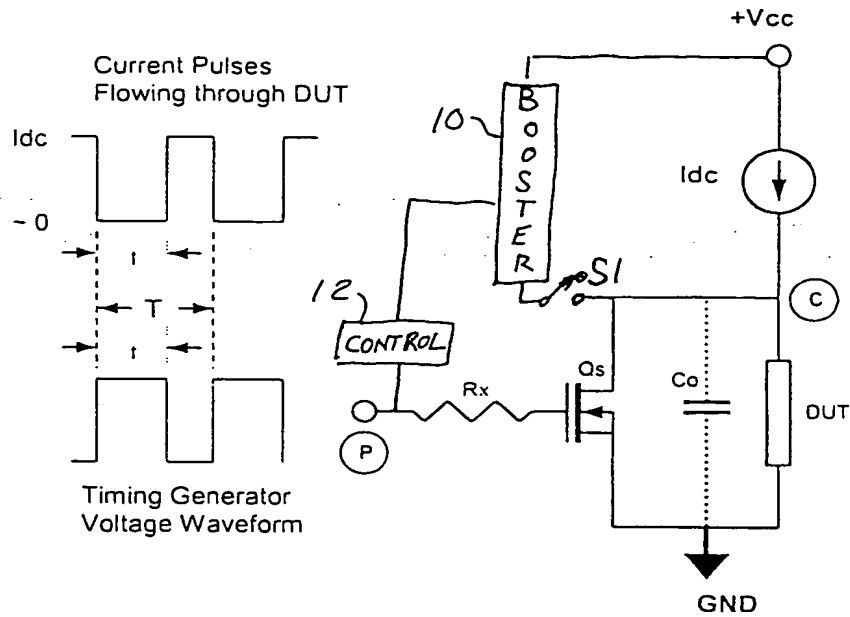 +Vcc
Current Pulses
Flowing through DUT
BOOSTER
10
Idc
Idc
~ 0
S1
t
12
C
T
CONTROL
t
Qs
Co
Rx
DUT
P
Timing Generator
Voltage Waveform
GND